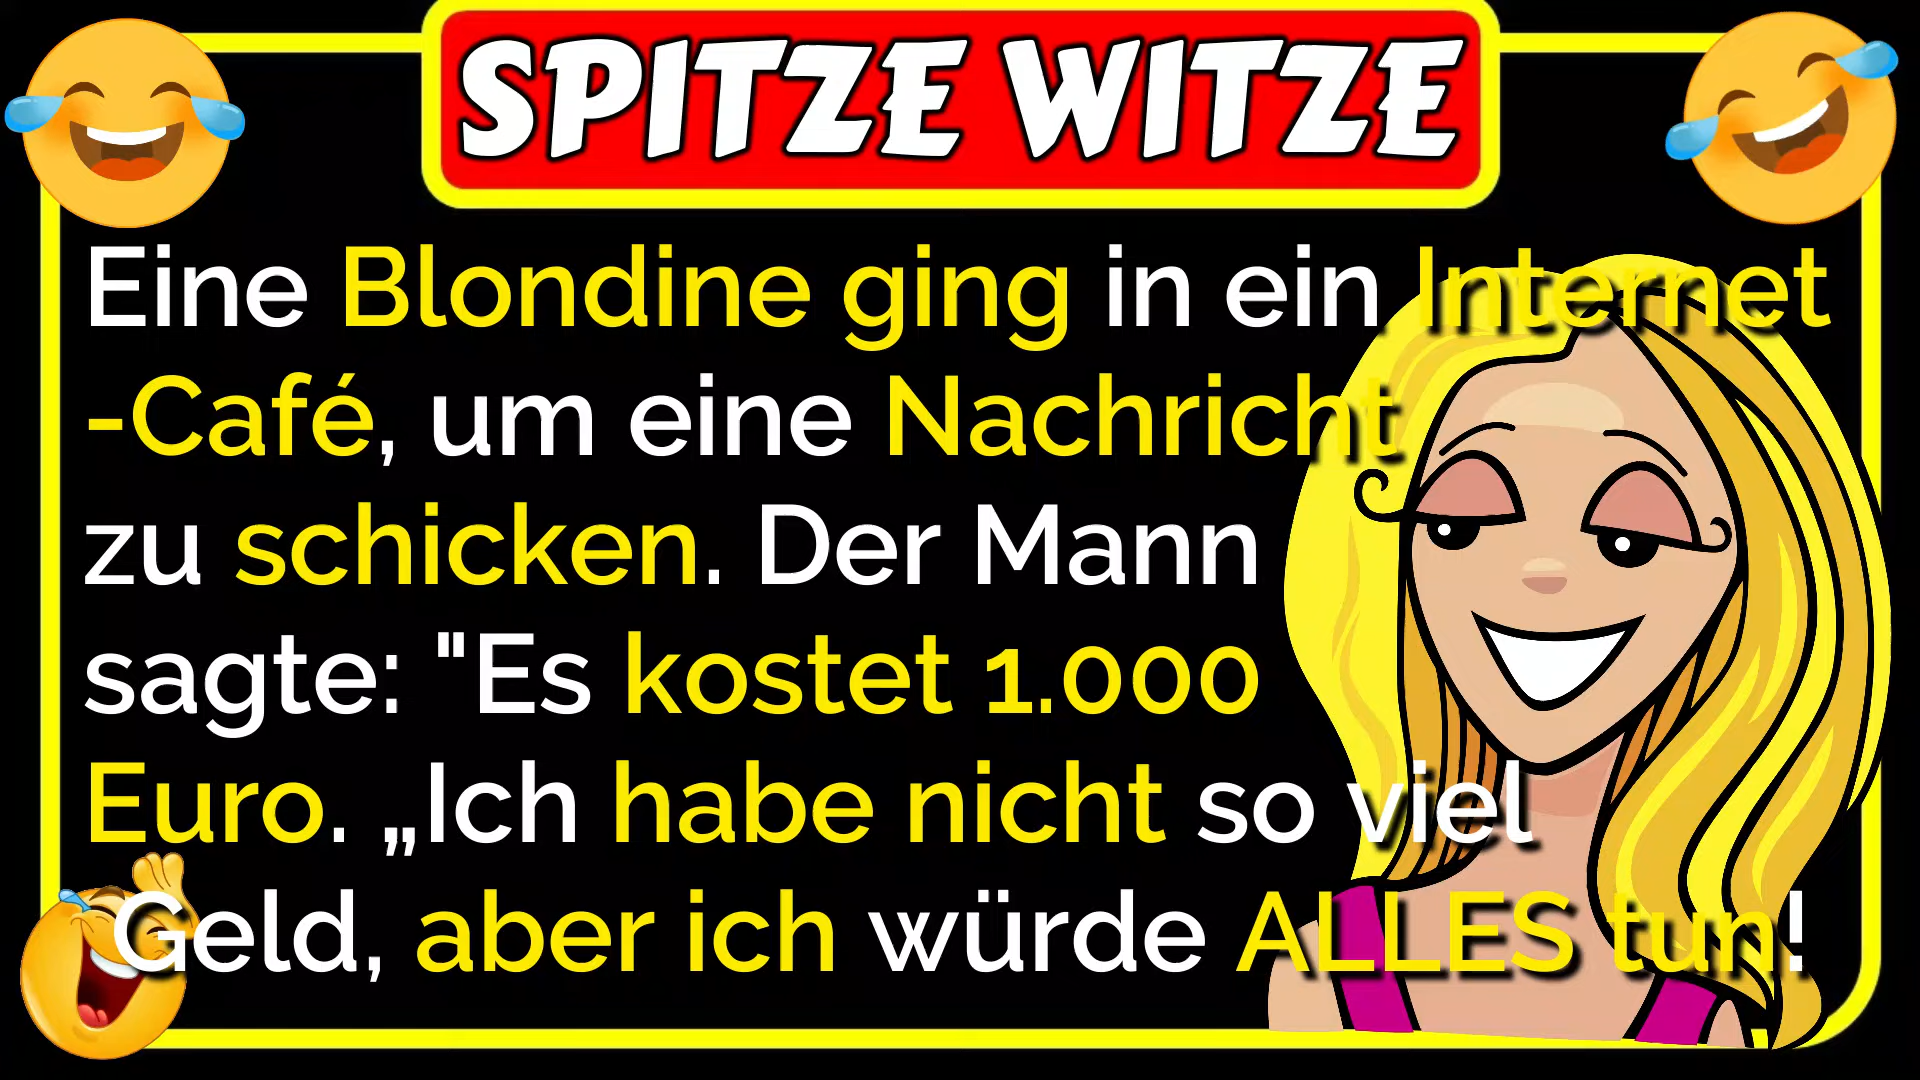 SPITZE WITZE
Eine Blondine ging in ein Internet
-Café, um eine Nachricht
zu schicken. Der Mann
sagte: "Es kostet 1.000
Euro. „Ich habe nicht so viel
Geld, aber ich würde ALLES tun!